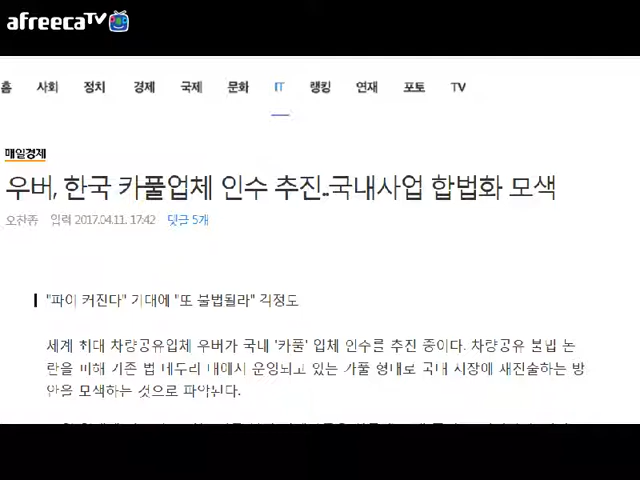 afreecaTV
홈 사회 정치 경제 국제 문화 IT 랭킹 연재 포토 TV
매일경제
우버, 한국 카풀업체 인수 추진..국내사업 합법화 모색
오찬종 입력 2017.04.11. 17:42 댓글 5개
"파이 커진다" 기대에 "또 불법될라" 걱정도
세계 최대 차량공유업체 우버가 국내 '카풀' 업체 인수를 추진 중이다. 차량공유 불법 논
란을 피해 기존 법 테두리 내에서 운영되고 있는 카풀 형태로 국내 시장에 재진출하는 방
안을 모색하는 것으로 파악된다.